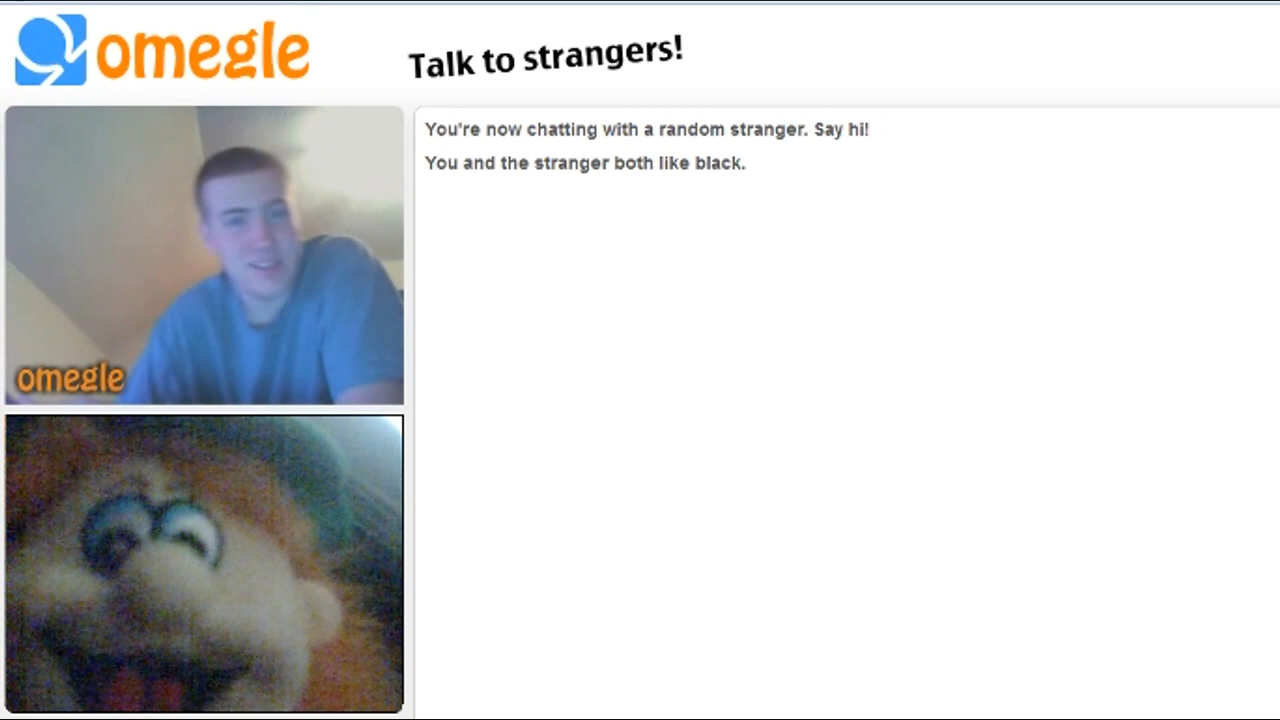 omegle
Talk to strangers!
You're now chatting with a random stranger. Say hi!
You and the stranger both like black.
omegle